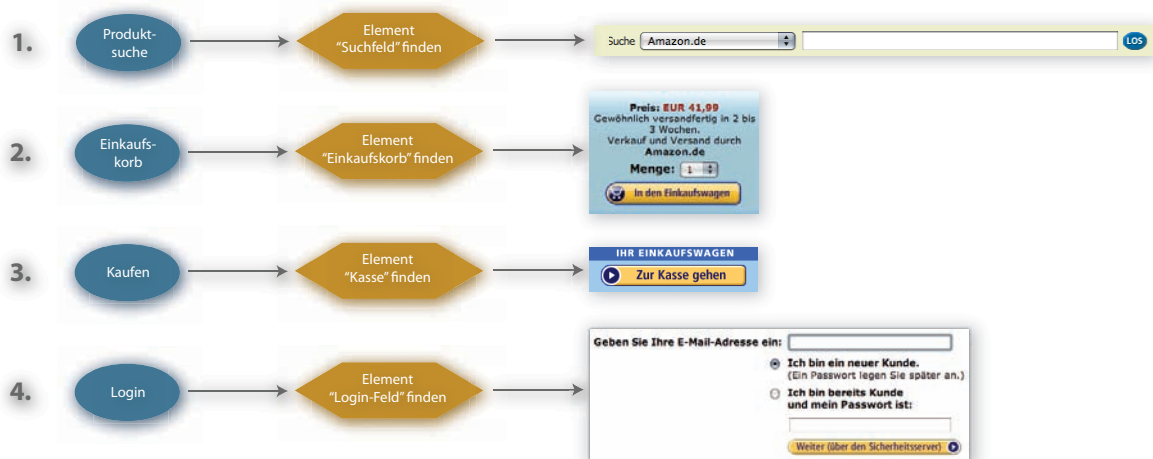 1.
Produkt-
suche
Element
“Suchfeld” finden
Suche Amazon.de LOS
2.
Einkaufs-
korb
Element
“Einkaufskorb” finden
Preis: EUR 41,99
Gewöhnlich versandfertig in 2 bis
3 Wochen.
Verkauf und Versand durch
Amazon.de
Menge: 1
In den Einkaufswagen
3.
Kaufen
Element
“Kasse” finden
IHR EINKAUFSWAGEN
Zur Kasse gehen
4.
Login
Element
“Login-Feld” finden
Geben Sie Ihre E-Mail-Adresse ein:
Ich bin ein neuer Kunde.
(Ein Passwort legen Sie später an.)
Ich bin bereits Kunde
und mein Passwort ist:
Weiter (über den Sicherheitsserver)